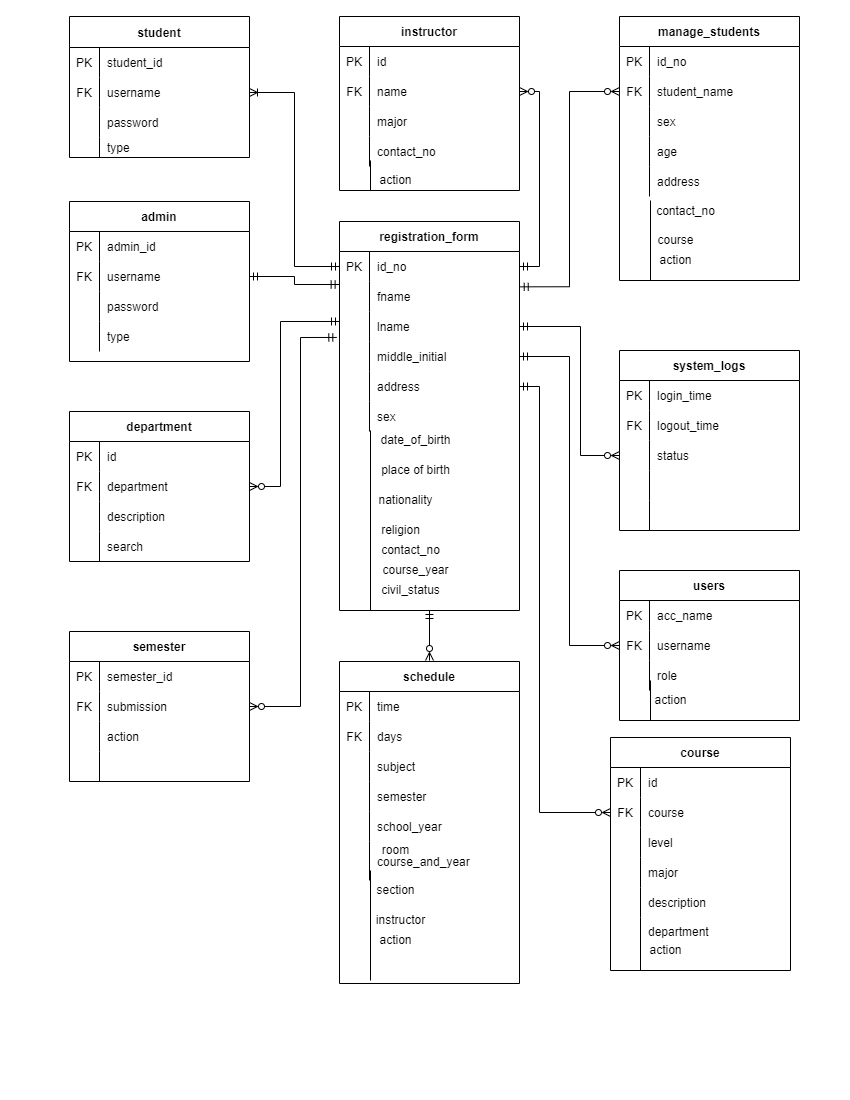 student
PK student_id
FK username
password
type
instructor
PK id
FK name
major
contact_no
action
manage_students
PK id_no
FK student_name
sex
age
address
contact_no
course
action
admin
PK admin_id
FK username
password
type
registration_form
PK id_no
fname
lname
middle_initial
address
sex
date_of_birth
place of birth
nationality
religion
contact_no
course_year
civil_status
system_logs
PK login_time
FK logout_time
status
department
PK id
FK department
description
search
users
PK acc_name
FK username
role
action
semester
PK semester_id
FK submission
action
schedule
PK time
FK days
subject
semester
school_year
room
course_and_year
section
instructor
action
course
PK id
FK course
level
major
description
department
action